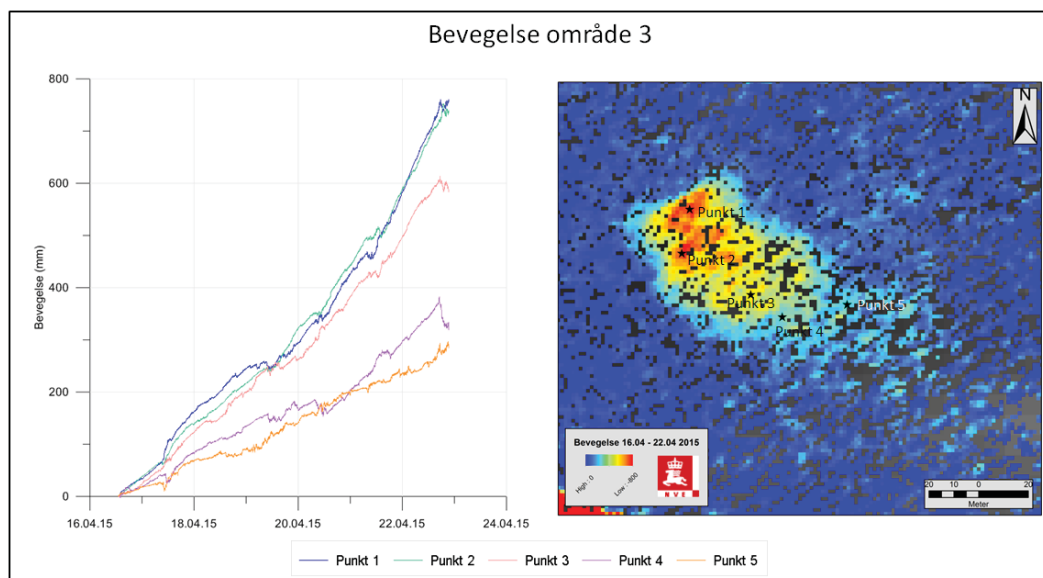 Bevegelse område 3
800
600
400
200
0
Bevegelse (mm)
16.04.15
18.04.15
20.04.15
22.04.15
24.04.15
N
Punkt 1
Punkt 2
Punkt 3
Punkt 4
Punkt 5
Bevegelse 16.04 - 22.04 2015
High : 0
Low : -800
NVE
20 10 0 20
Meter
Punkt 1 Punkt 2 Punkt 3 Punkt 4 Punkt 5